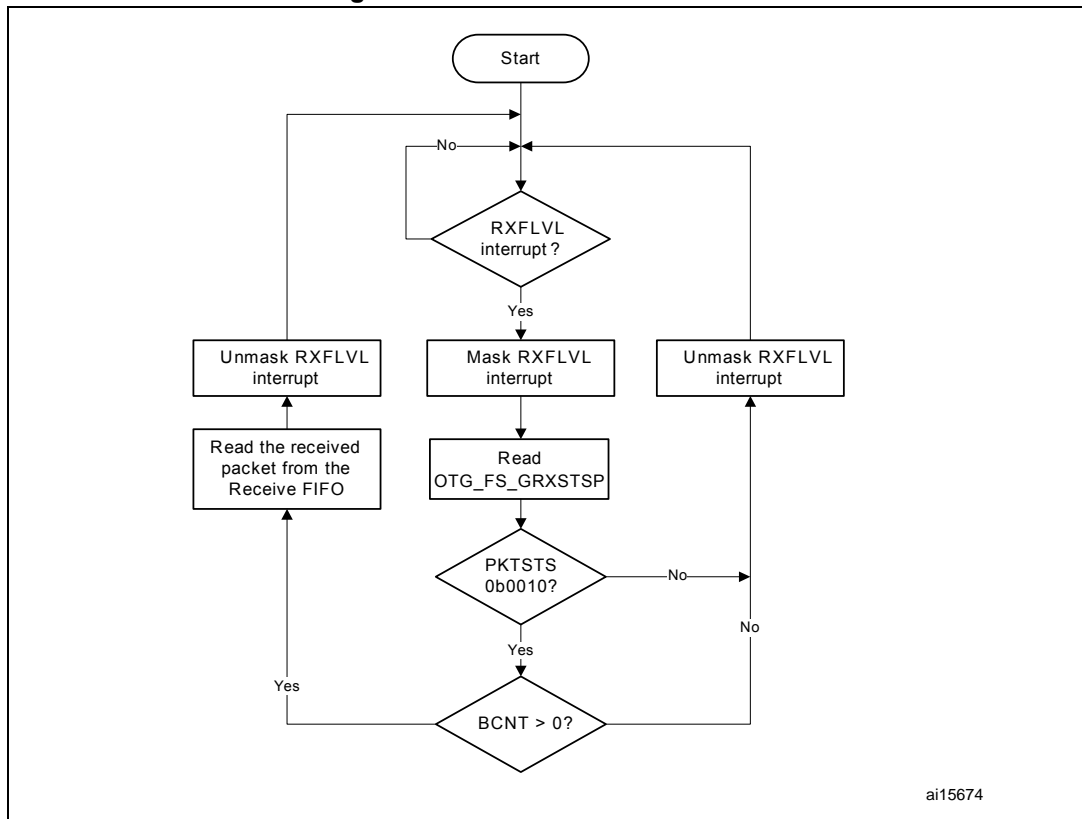 Start
No
RXFLVL
interrupt ?
Yes
Unmask RXFLVL
interrupt
Mask RXFLVL
interrupt
Unmask RXFLVL
interrupt
Read the received
packet from the
Receive FIFO
Read
OTG_FS_GRXSTSP
PKTSTS
0b0010?
No
No
Yes
Yes
BCNT > 0?
ai15674